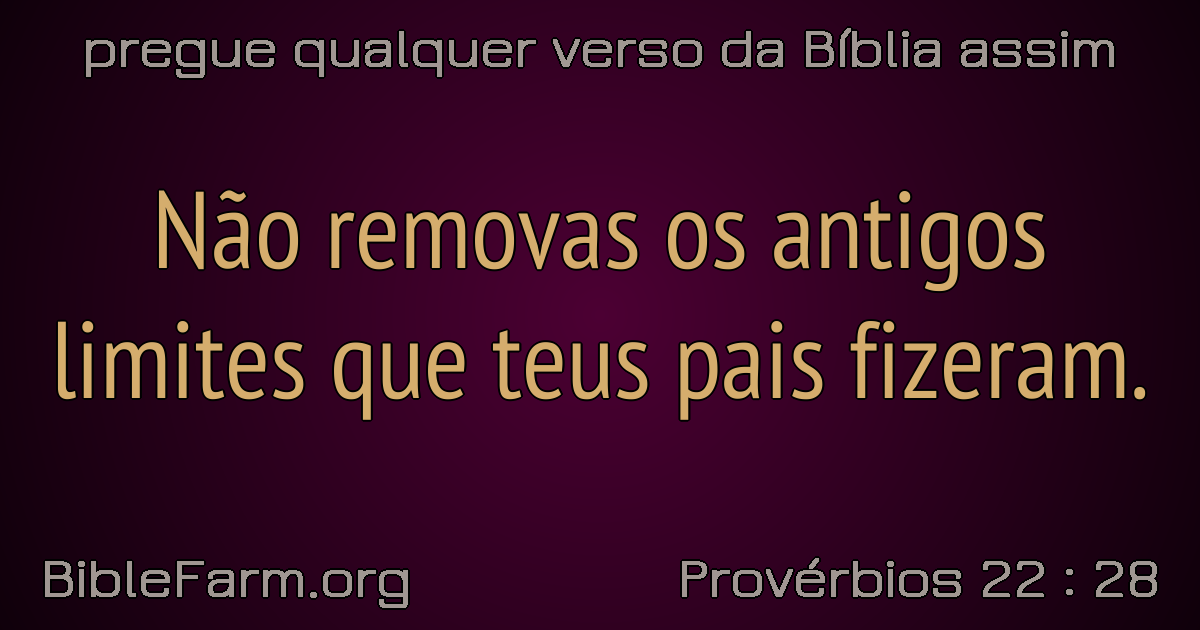 pregue qualquer verso da Bíblia assim
Não removas os antigos
limites que teus pais fizeram.
BibleFarm.org
Provérbios 22 : 28